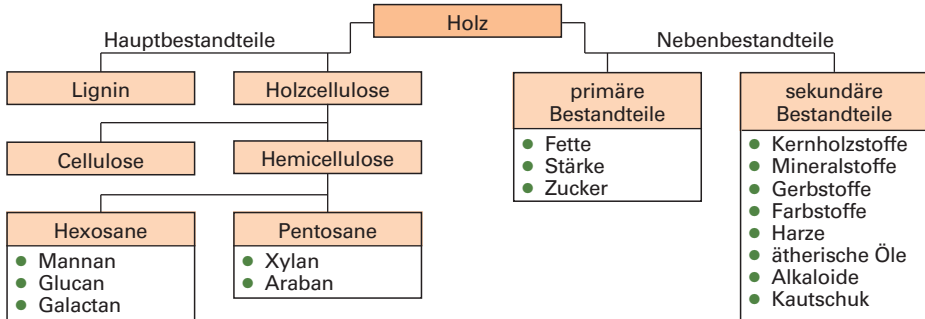 Holz
Hauptbestandteile
Nebenbestandteile
Lignin
Holzcellulose
Cellulose
Hemicellulose
Hexosane
Mannan
Glucan
Galactan
Pentosane
Xylan
Araban
primäre
Bestandteile
Fette
Stärke
Zucker
sekundäre
Bestandteile
Kernholzstoffe
Mineralstoffe
Gerbstoffe
Farbstoffe
Harze
ätherische Öle
Alkaloide
Kautschuk